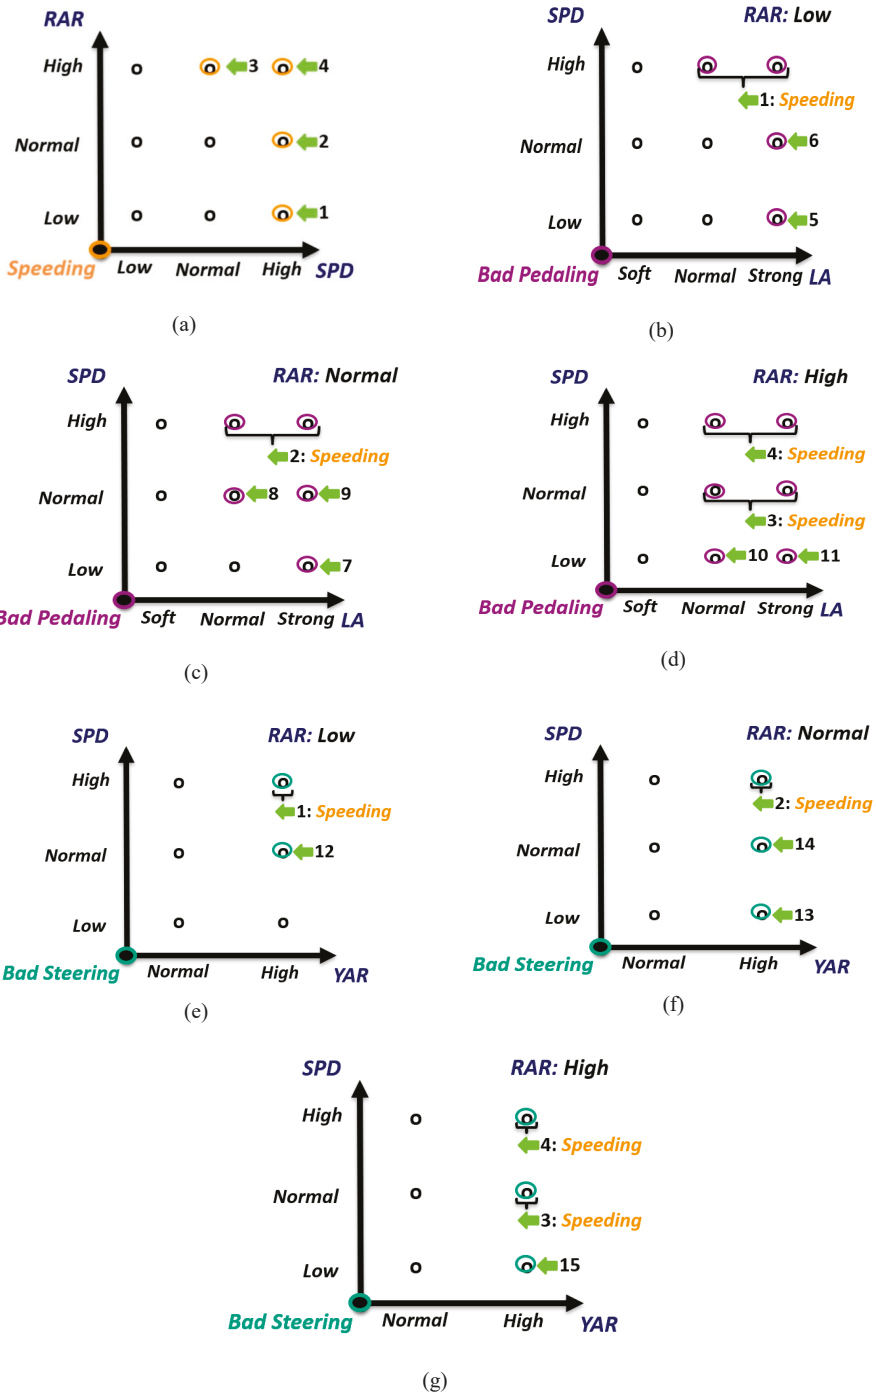 RAR
High
3
4
Normal
2
Low
1
Speeding
Low
Normal
High
SPD
(a)
SPD
RAR: Low
High
1: Speeding
Normal
6
Low
5
Bad Pedaling
Soft
Normal
Strong
LA
(b)
SPD
RAR: Normal
High
2: Speeding
Normal
8
9
Low
7
Bad Pedaling
Soft
Normal
Strong
LA
(c)
SPD
RAR: High
High
4: Speeding
Normal
3: Speeding
Low
10
11
Bad Pedaling
Soft
Normal
Strong
LA
(d)
SPD
RAR: Low
High
1: Speeding
Normal
12
Low
Bad Steering
Normal
High
YAR
(e)
SPD
RAR: Normal
High
2: Speeding
Normal
14
Low
13
Bad Steering
Normal
High
YAR
(f)
SPD
RAR: High
High
4: Speeding
Normal
3: Speeding
Low
15
Bad Steering
Normal
High
YAR
(g)